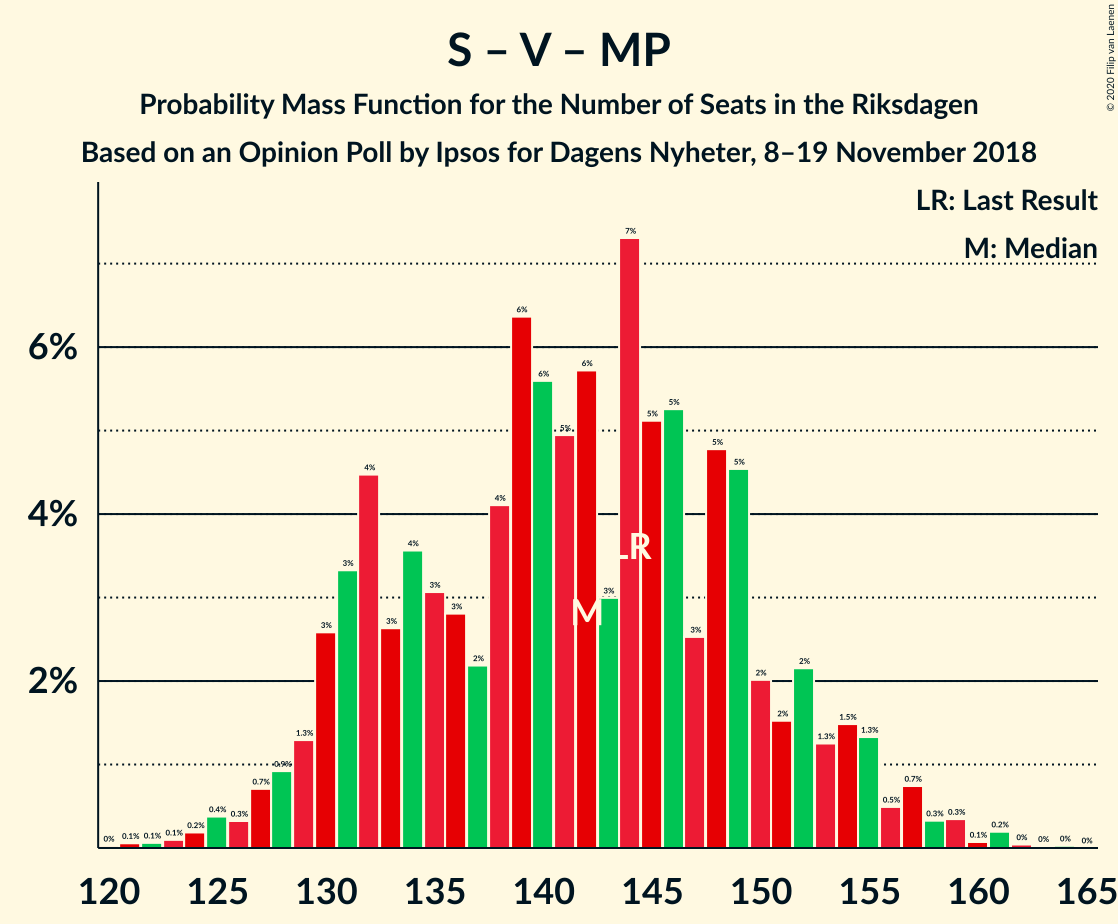 S – V – MP
Probability Mass Function for the Number of Seats in the Riksdagen
Based on an Opinion Poll by Ipsos for Dagens Nyheter, 8–19 November 2018
© 2020 Filip van Laenen
LR: Last Result
M: Median
6%
4%
2%
0% 0.1% 0.1% 0.1% 0.2% 0.4% 0.3% 0.7% 0.9% 1.3% 3% 3% 4% 3% 4% 3% 3% 2% 4% 6% 6% 5% 6% 3% 7% 5% 5% 3% 5% 5% 2% 2% 2% 1.3% 1.5% 1.3% 0.5% 0.7% 0.3% 0.3% 0.1% 0.2% 0% 0% 0% 0%
LR
M
120 125 130 135 140 145 150 155 160 165